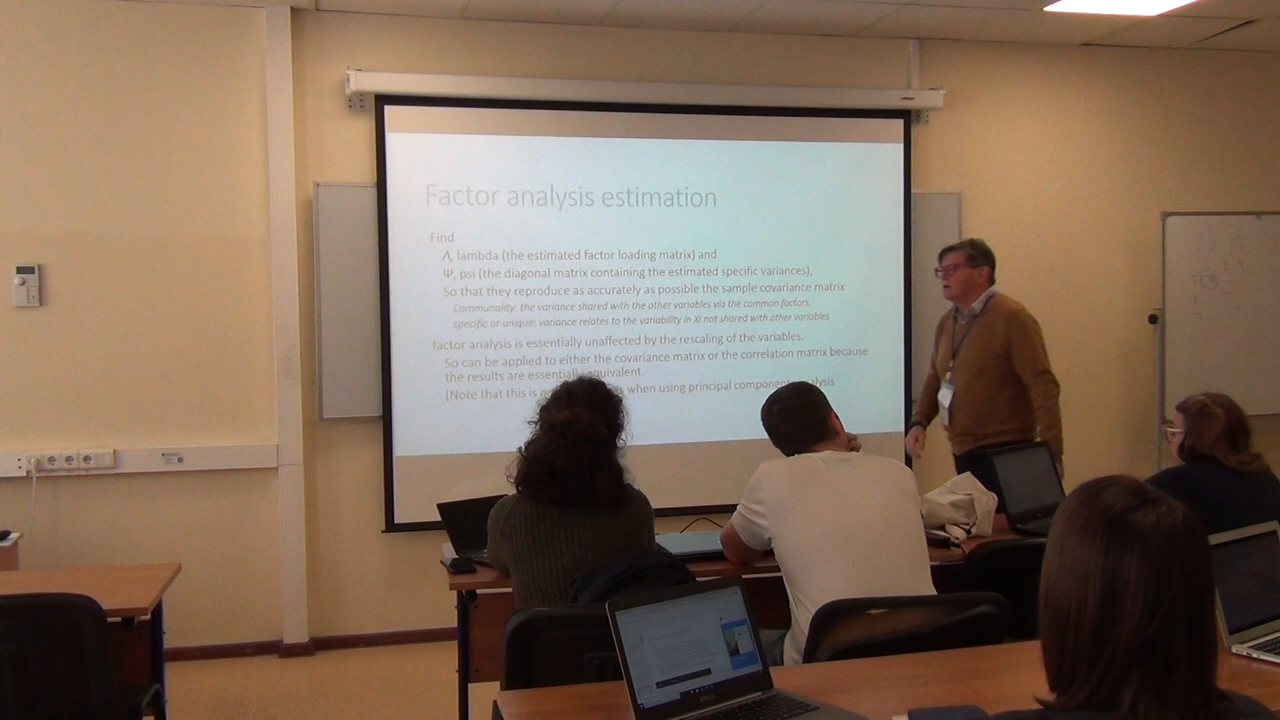 Factor analysis estimation
Find
Λ, lambda (the estimated factor loading matrix) and
Ψ, psi (the diagonal matrix containing the estimated specific variances),
So that they reproduce as accurately as possible the sample covariance matrix
Communality: the variance shared with the other variables via the common factors.
specific or unique: variance relates to the variability in Xi not shared with other variables
factor analysis is essentially unaffected by the rescaling of the variables.
So can be applied to either the covariance matrix or the correlation matrix because
the results are essentially equivalent.
(Note that this is when using principal components analysis